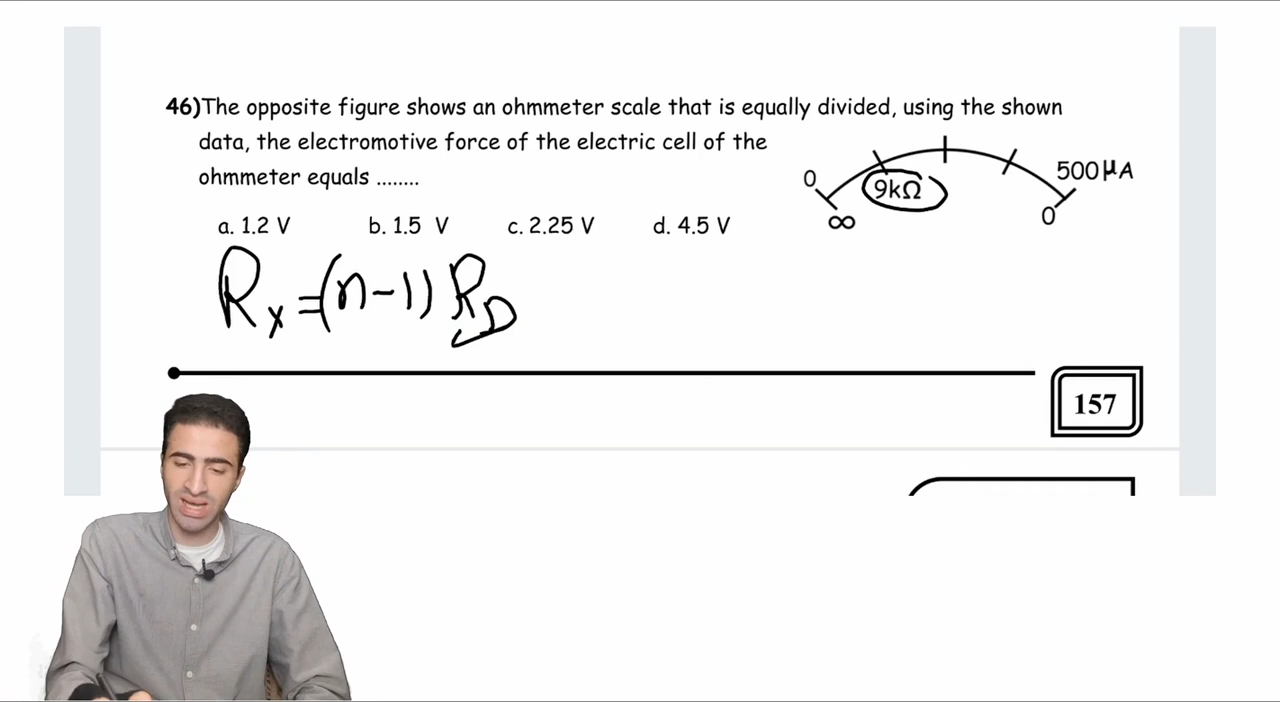 46)The opposite figure shows an ohmmeter scale that is equally divided, using the shown
data, the electromotive force of the electric cell of the
ohmmeter equals ........
0
500μA
9kΩ
∞
0
a. 1.2 V b. 1.5 V c. 2.25 V d. 4.5 V
Rx=(n-1) RD
157